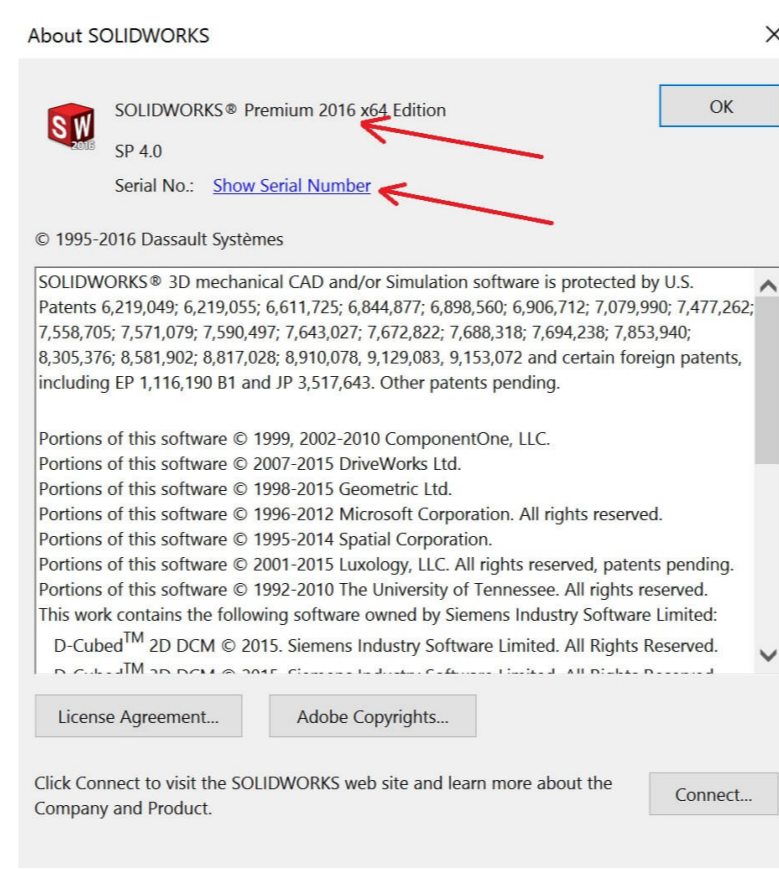 About SOLIDWORKS
SW
2016
SOLIDWORKS® Premium 2016 x64 Edition
OK
SP 4.0
Serial No.: Show Serial Number
© 1995-2016 Dassault Systèmes
SOLIDWORKS® 3D mechanical CAD and/or Simulation software is protected by U.S.
Patents 6,219,049; 6,219,055; 6,611,725; 6,844,877; 6,898,560; 6,906,712; 7,079,990; 7,477,262;
7,558,705; 7,571,079; 7,590,497; 7,643,027; 7,672,822; 7,688,318; 7,694,238; 7,853,940;
8,305,376; 8,581,902; 8,817,028; 8,910,078, 9,129,083, 9,153,072 and certain foreign patents,
including EP 1,116,190 B1 and JP 3,517,643. Other patents pending.
Portions of this software © 1999, 2002-2010 ComponentOne, LLC.
Portions of this software © 2007-2015 DriveWorks Ltd.
Portions of this software © 1998-2015 Geometric Ltd.
Portions of this software © 1996-2012 Microsoft Corporation. All rights reserved.
Portions of this software © 1995-2014 Spatial Corporation.
Portions of this software © 2001-2015 Luxology, LLC. All rights reserved, patents pending.
Portions of this software © 1992-2010 The University of Tennessee. All rights reserved.
This work contains the following software owned by Siemens Industry Software Limited:
D-Cubed™ 2D DCM © 2015. Siemens Industry Software Limited. All Rights Reserved.
D-Cubed™ 3D DCM © 2015. Siemens Industry Software Limited. All Rights Reserved.
License Agreement...
Adobe Copyrights...
Click Connect to visit the SOLIDWORKS web site and learn more about the
Company and Product.
Connect...